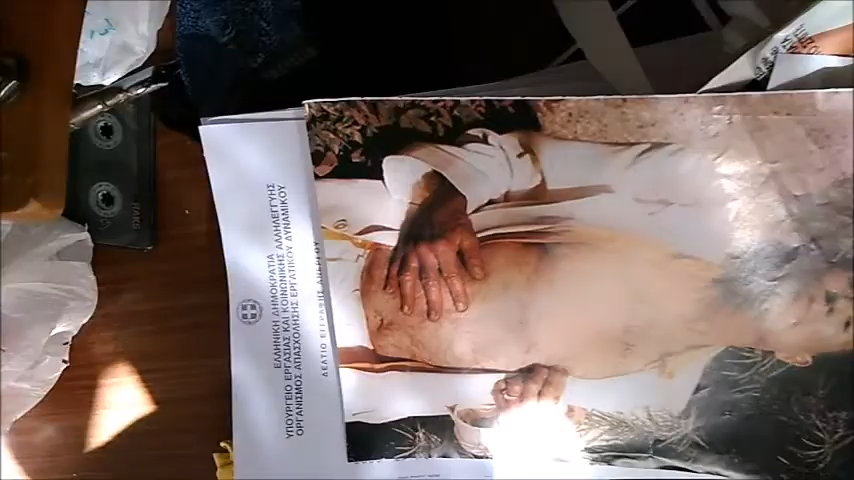 ΕΛΛΗΝΙΚΗ ΔΗΜΟΚΡΑΤΙΑ
ΥΠΟΥΡΓΕΙΟ ΕΡΓΑΣΙΑΣ ΚΑΙ ΚΟΙΝΩΝΙΚΗΣ ΑΛΛΗΛΕΓΓΥΗΣ
ΟΡΓΑΝΙΣΜΟΣ ΑΠΑΣΧΟΛΗΣΗΣ ΕΡΓΑΤΙΚΟΥ ΔΥΝΑΜΙΚΟΥ
ΔΕΛΤΙΟ ΕΓΓΡΑΦΗΣ ΑΝΕΡΓΟΥ